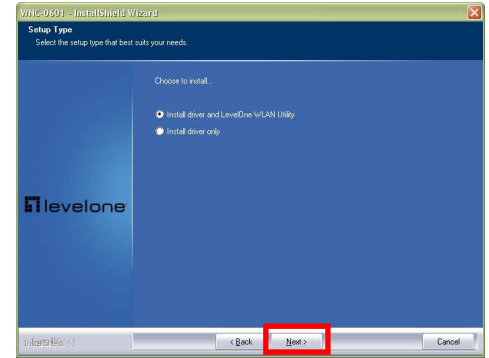 WNC-0601 - InstallShield Wizard
Setup Type
Select the setup type that best suits your needs.
Choose to install...
Install driver and LevelOne WLAN Utility
Install driver only
levelone
InstallShield
< Back
Next >
Cancel